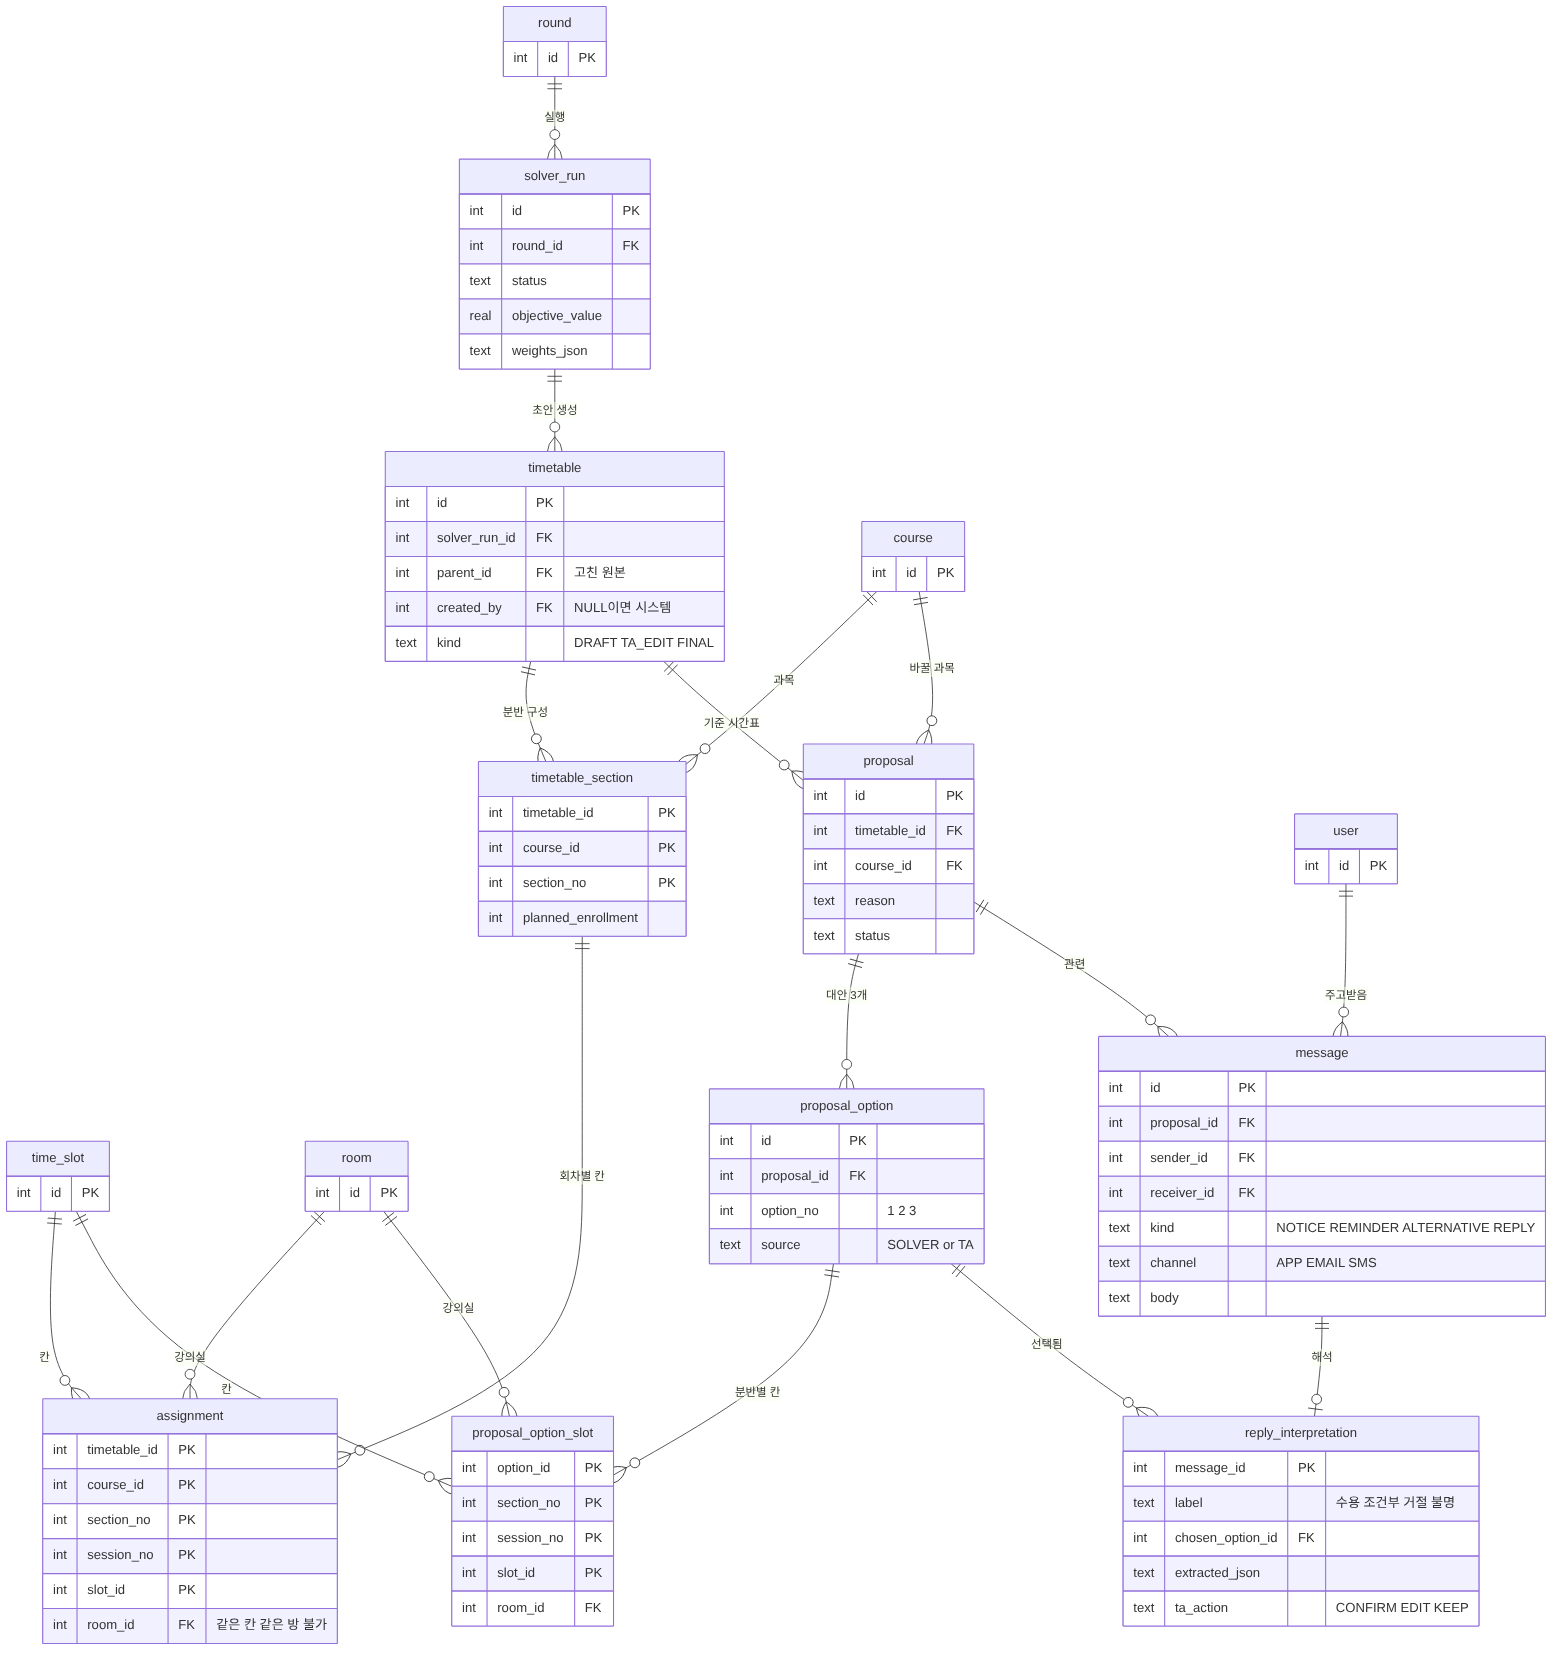 round
int id PK
실행
solver_run
int id PK
int round_id FK
text status
real objective_value
text weights_json
초안 생성
timetable
int id PK
int solver_run_id FK
int parent_id FK 고친 원본
int created_by FK NULL이면 시스템
text kind DRAFT TA_EDIT FINAL
course
int id PK
과목
바꿀 과목
분반 구성
기준 시간표
timetable_section
int timetable_id PK
int course_id PK
int section_no PK
int planned_enrollment
proposal
int id PK
int timetable_id FK
int course_id FK
text reason
text status
user
int id PK
관련
대안 3개
주고받음
message
int id PK
int proposal_id FK
int sender_id FK
int receiver_id FK
text kind NOTICE REMINDER ALTERNATIVE REPLY
text channel APP EMAIL SMS
text body
proposal_option
int id PK
int proposal_id FK
int option_no 1 2 3
text source SOLVER or TA
time_slot
int id PK
room
int id PK
회차별 칸
강의실
선택됨
해석
칸
강의실
칸
분반별 칸
assignment
int timetable_id PK
int course_id PK
int section_no PK
int session_no PK
int slot_id PK
int room_id FK 같은 칸 같은 방 불가
proposal_option_slot
int option_id PK
int section_no PK
int session_no PK
int slot_id PK
int room_id FK
reply_interpretation
int message_id PK
text label 수용 조건부 거절 불명
int chosen_option_id FK
text extracted_json
text ta_action CONFIRM EDIT KEEP